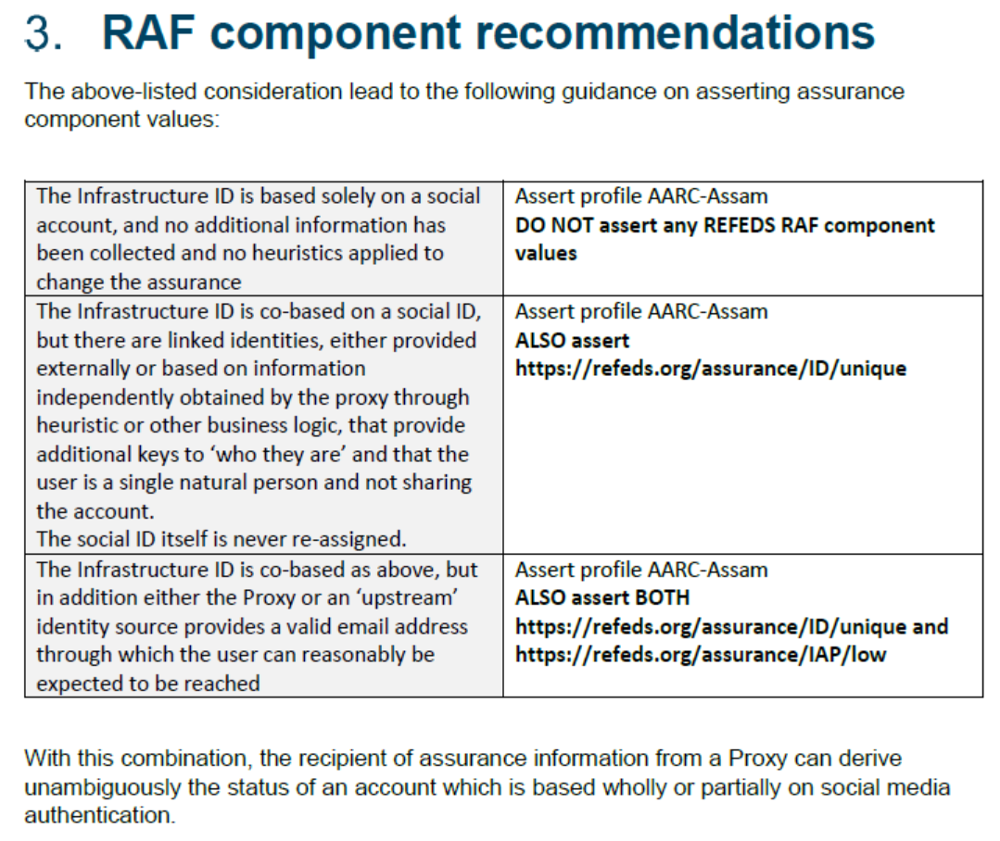 3. RAF component recommendations
The above-listed consideration lead to the following guidance on asserting assurance
component values:
The Infrastructure ID is based solely on a social
account, and no additional information has
been collected and no heuristics applied to
change the assurance
Assert profile AARC-Assam
DO NOT assert any REFEDS RAF component
values
The Infrastructure ID is co-based on a social ID,
but there are linked identities, either provided
externally or based on information
independently obtained by the proxy through
heuristic or other business logic, that provide
additional keys to ‘who they are’ and that the
user is a single natural person and not sharing
the account.
The social ID itself is never re-assigned.
Assert profile AARC-Assam
ALSO assert
https://refeds.org/assurance/ID/unique
The Infrastructure ID is co-based as above, but
in addition either the Proxy or an ‘upstream’
identity source provides a valid email address
through which the user can reasonably be
expected to be reached
Assert profile AARC-Assam
ALSO assert BOTH
https://refeds.org/assurance/ID/unique and
https://refeds.org/assurance/IAP/low
With this combination, the recipient of assurance information from a Proxy can derive
unambiguously the status of an account which is based wholly or partially on social media
authentication.